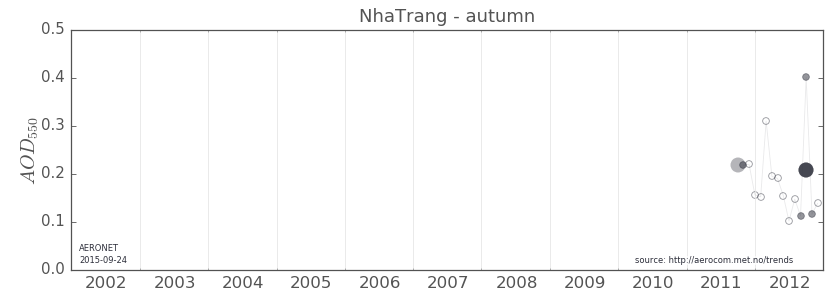 NhaTrang - autumn
0.5
0.4
0.3
0.2
0.1
0.0
AOD550
AERONET
2015-09-24
source: http://aerocom.met.no/trends
2002 2003 2004 2005 2006 2007 2008 2009 2010 2011 2012